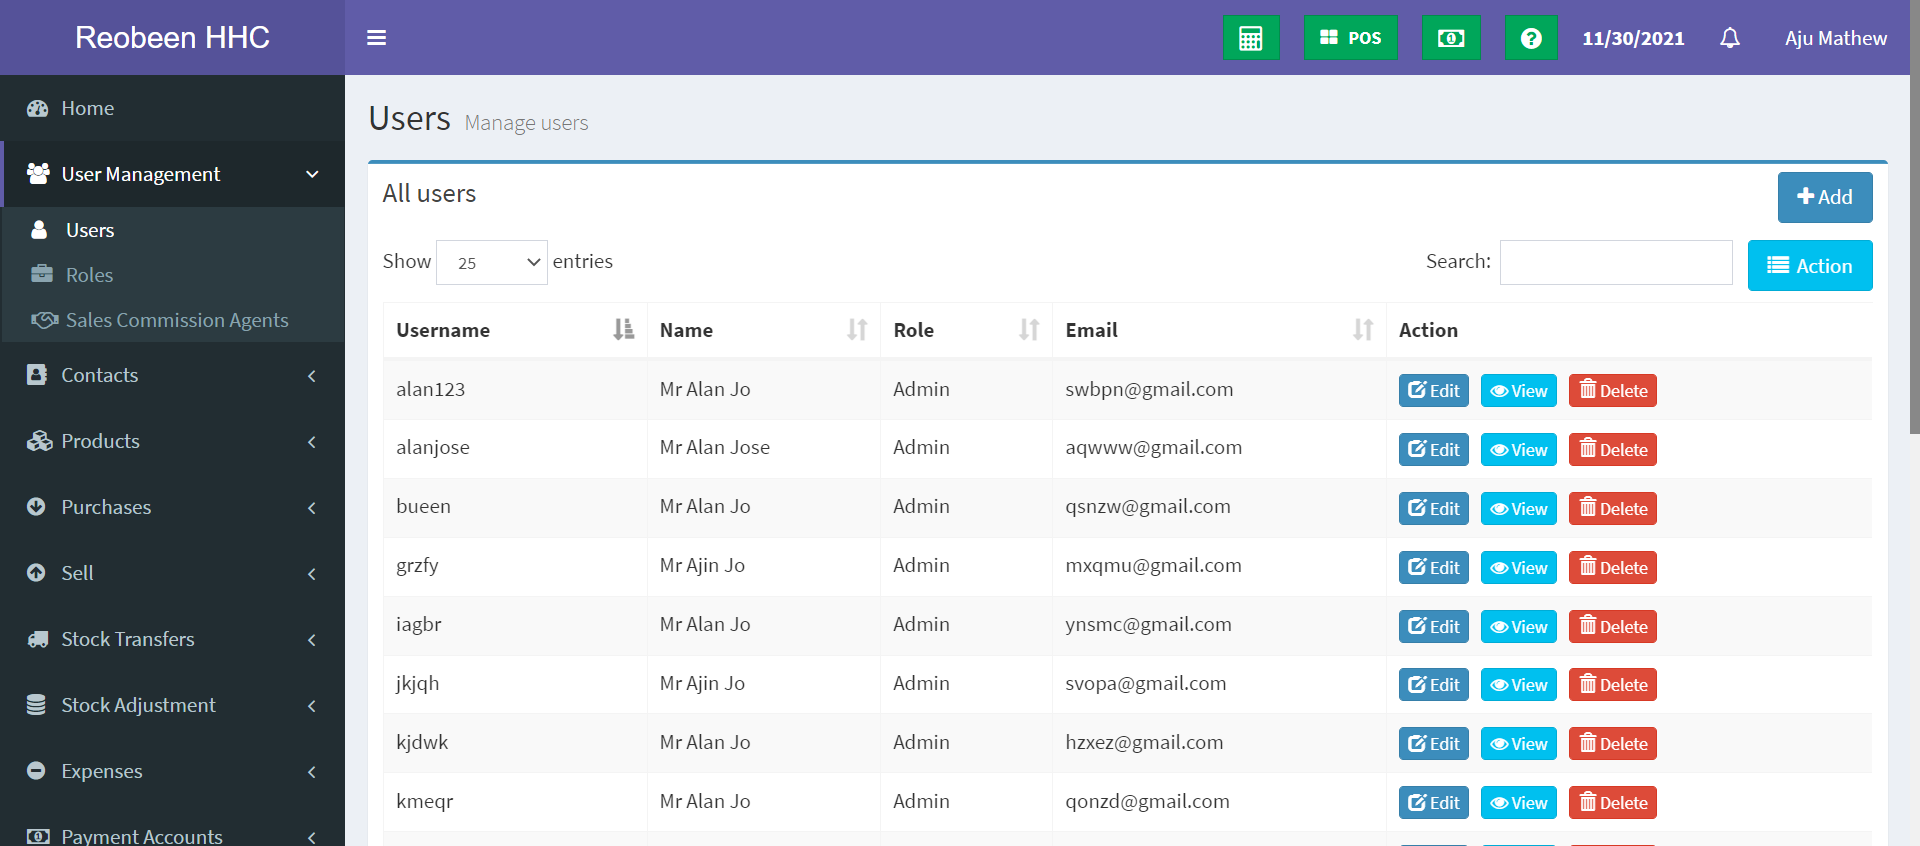 Reobeen HHC
POS
11/30/2021
Aju Mathew
Home
User Management
Users
Roles
Sales Commission Agents
Contacts
Products
Purchases
Sell
Stock Transfers
Stock Adjustment
Expenses
Payment Accounts
Users Manage users
All users
Add
Show 25 entries
Search:
Action
Username Name Role Email Action
alan123 Mr Alan Jo Admin swbpn@gmail.com Edit View Delete
alanjose Mr Alan Jose Admin aqwww@gmail.com Edit View Delete
bueen Mr Alan Jo Admin qsnzw@gmail.com Edit View Delete
grzfy Mr Ajin Jo Admin mxqmu@gmail.com Edit View Delete
iagbr Mr Alan Jo Admin ynsmc@gmail.com Edit View Delete
jkjqh Mr Ajin Jo Admin svopa@gmail.com Edit View Delete
kjdwk Mr Alan Jo Admin hzxez@gmail.com Edit View Delete
kmeqr Mr Alan Jo Admin qonzd@gmail.com Edit View Delete